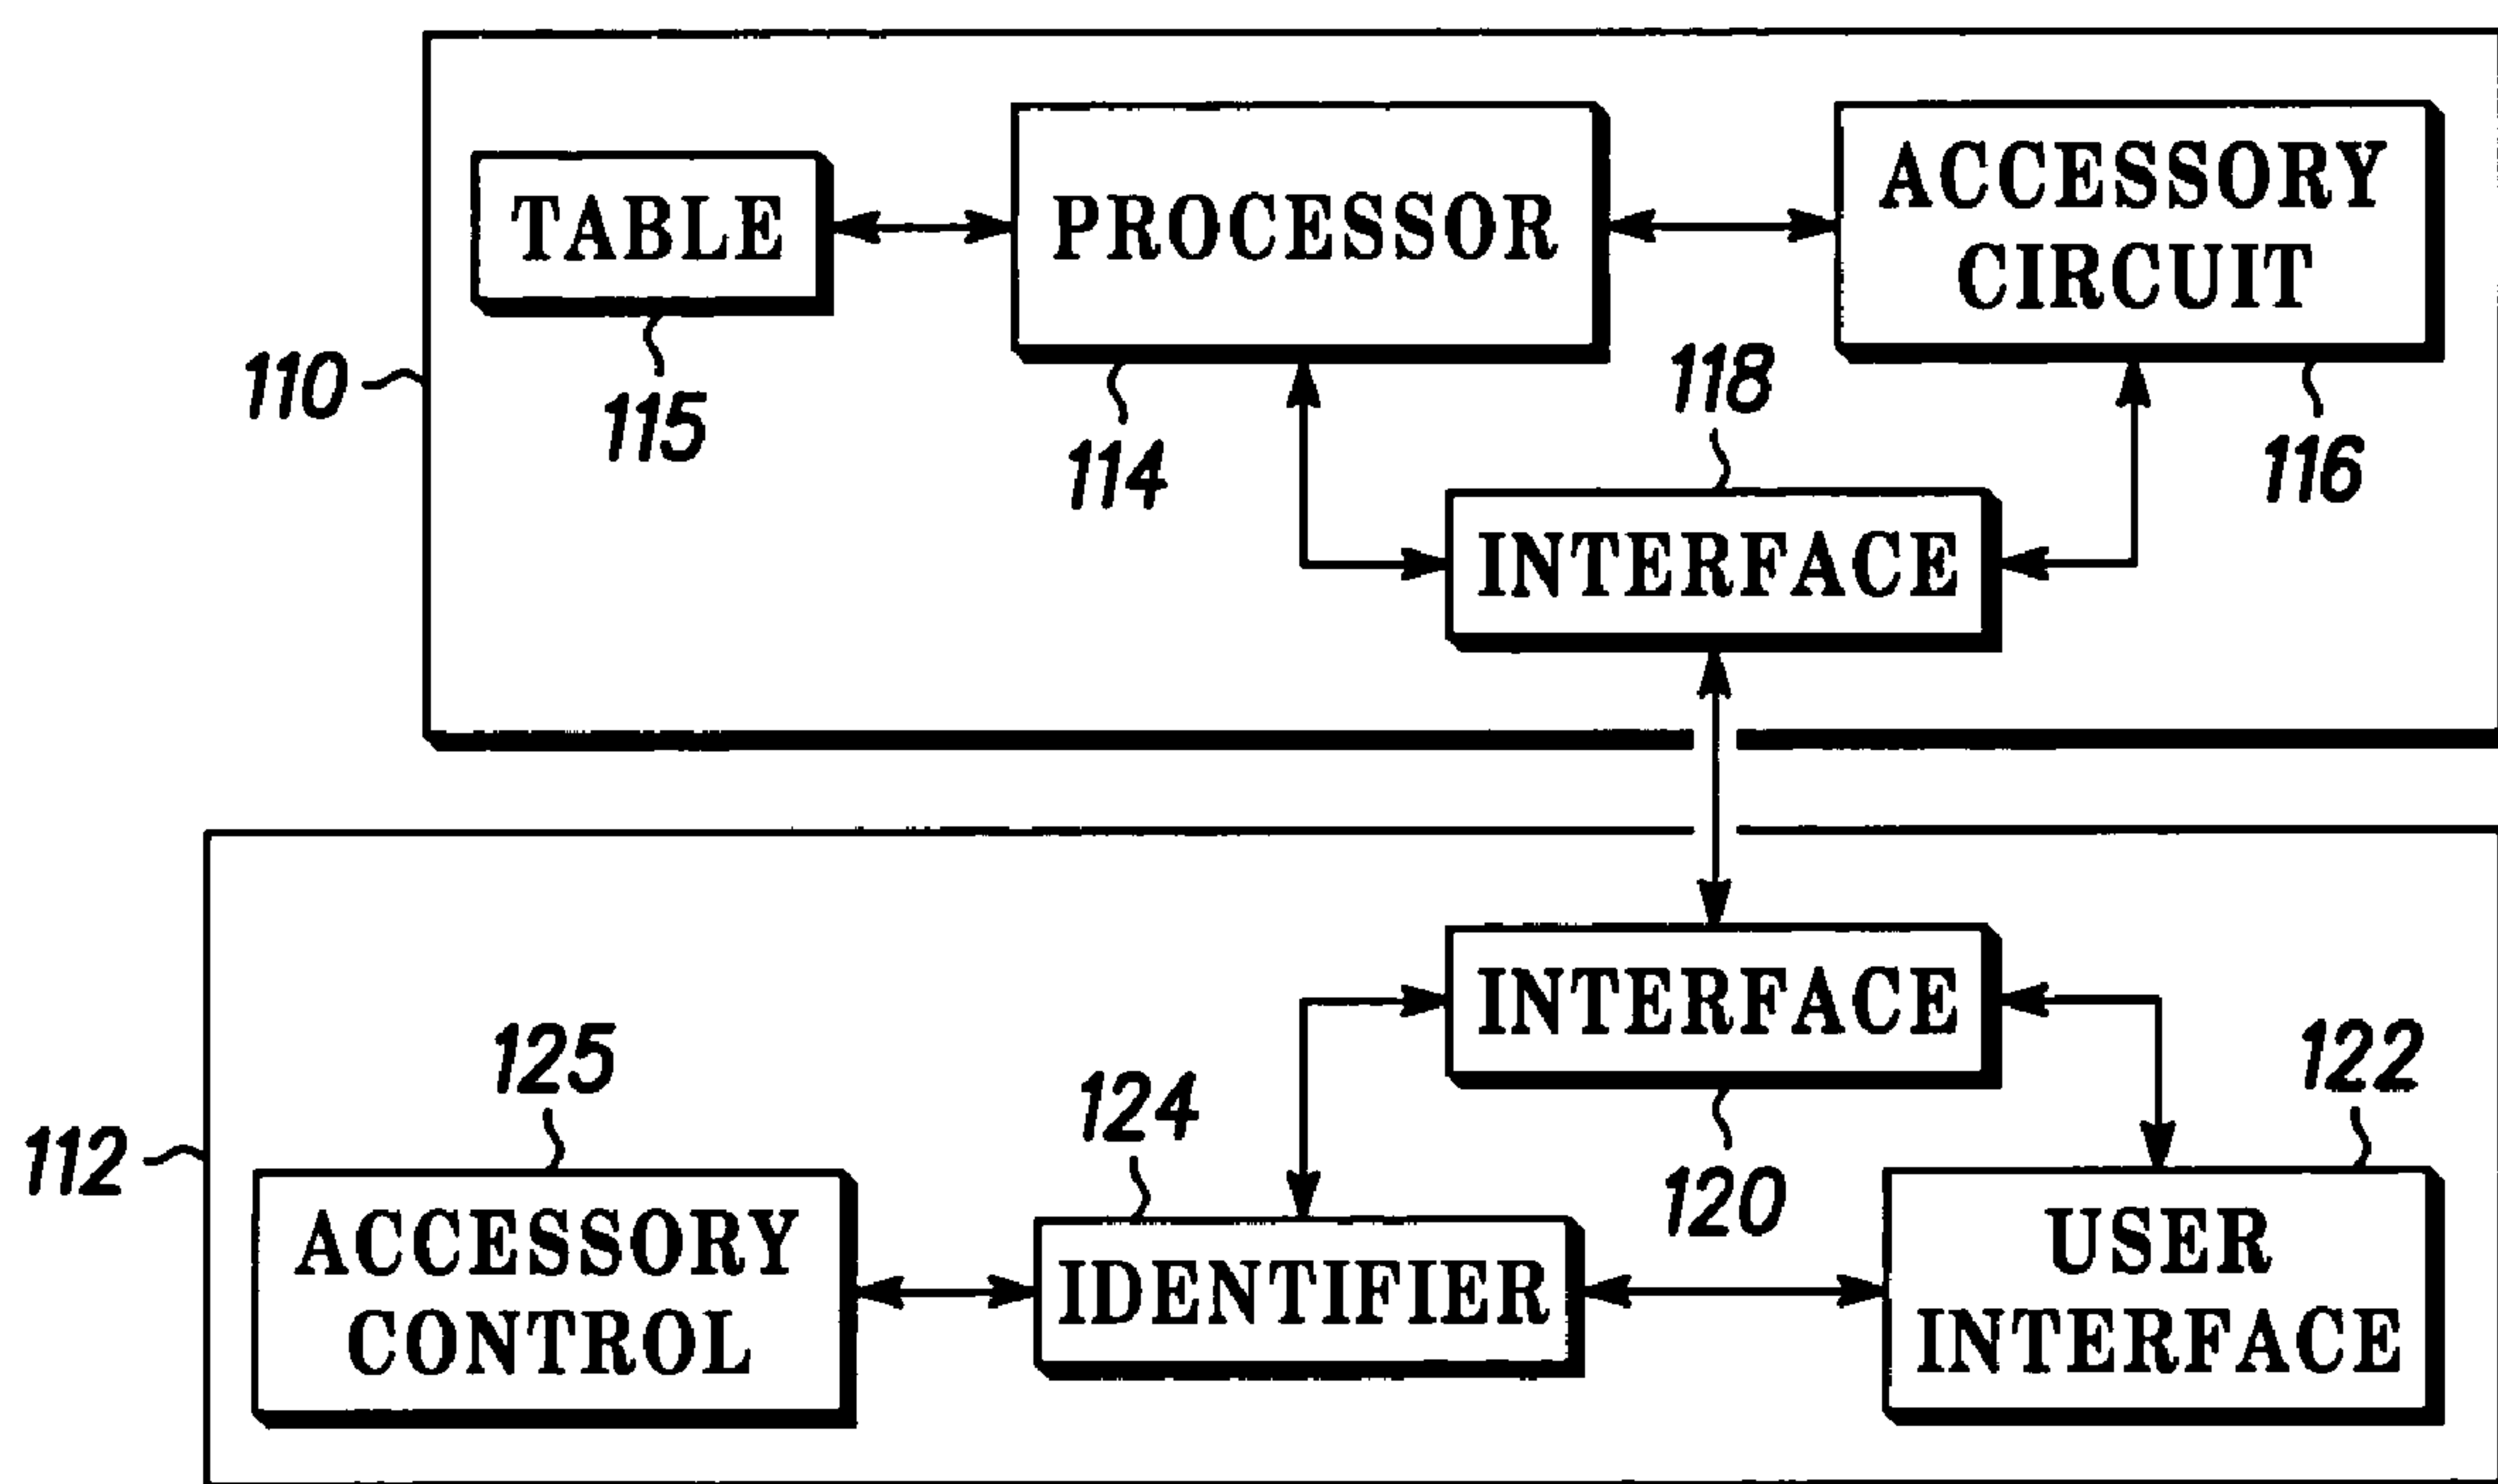 TABLE
PROCESSOR
ACCESSORY
CIRCUIT
110
115
114
118
116
INTERFACE
INTERFACE
112
125
124
120
122
ACCESSORY
CONTROL
IDENTIFIER
USER
INTERFACE